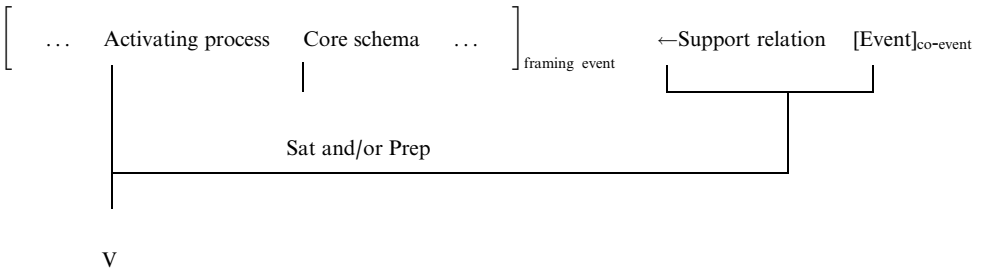 [ ... Activating process Core schema ... ]framing event ←Support relation [Event]co-event
Sat and/or Prep
V